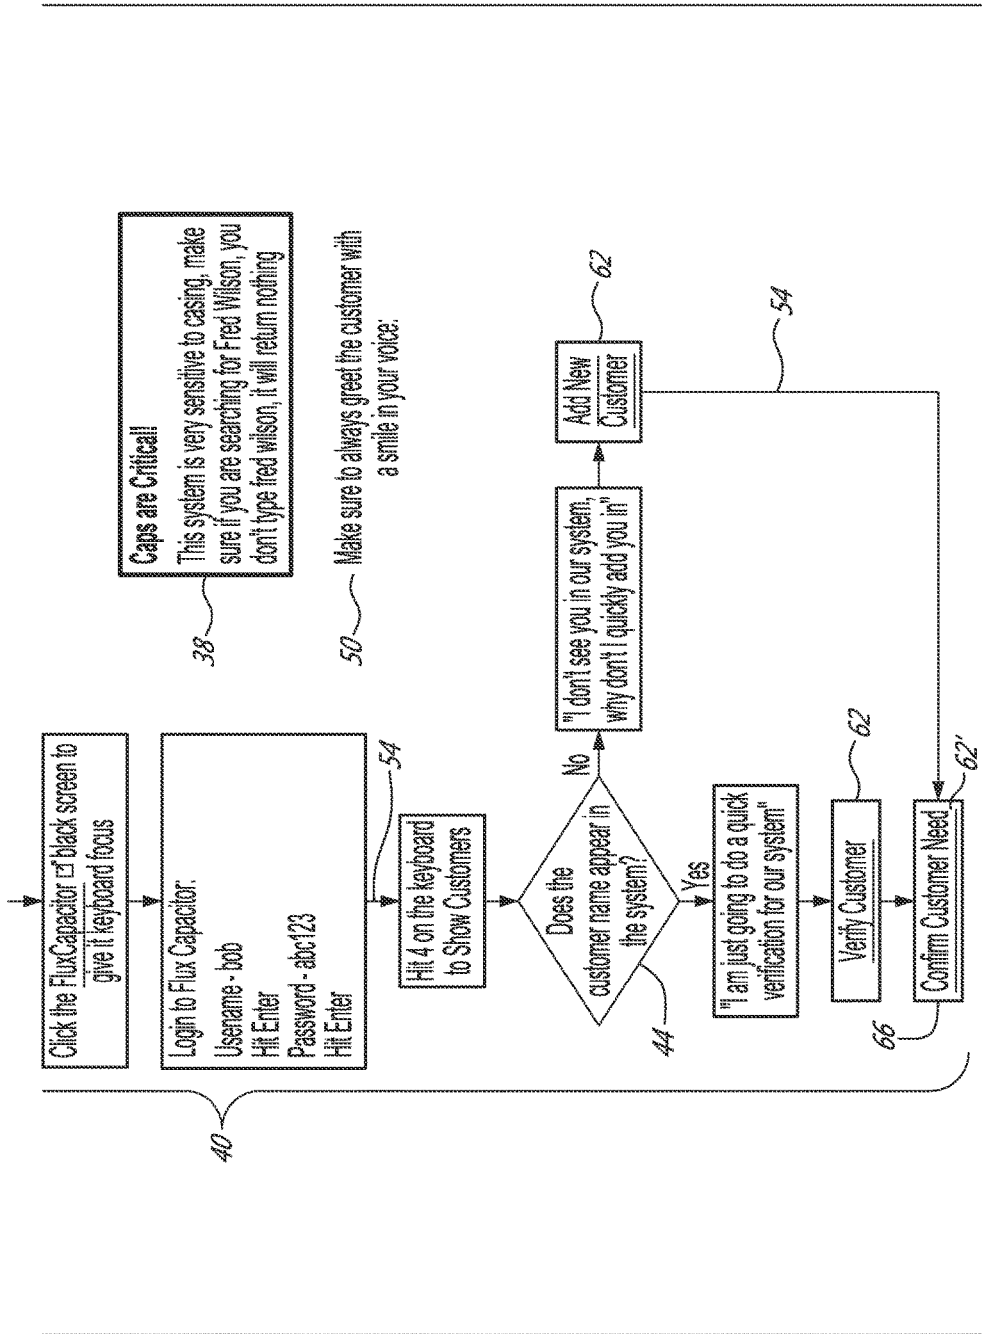 Click the FluxCapacitor black screen to
give it keyboard focus
Login to Flux Capacitor:
Usename - bob
Hit Enter
Password - abc123
Hit Enter
40
54
Hit 4 on the keyboard
to Show Customers
Does the
customer name appear in
the system?
44
No
Yes
"I don't see you in our system,
why don't I quickly add you in"
Add New
Customer
62
54
"I am just going to do a quick
verification for our system"
Verify Customer
62
Confirm Customer Need
62'
66
Caps are Critical!
This system is very sensitive to casing, make
sure if you are searching for Fred Wilson, you
don't type fred wilson, it will return nothing
38
50
Make sure to always greet the customer with
a smile in your voice: